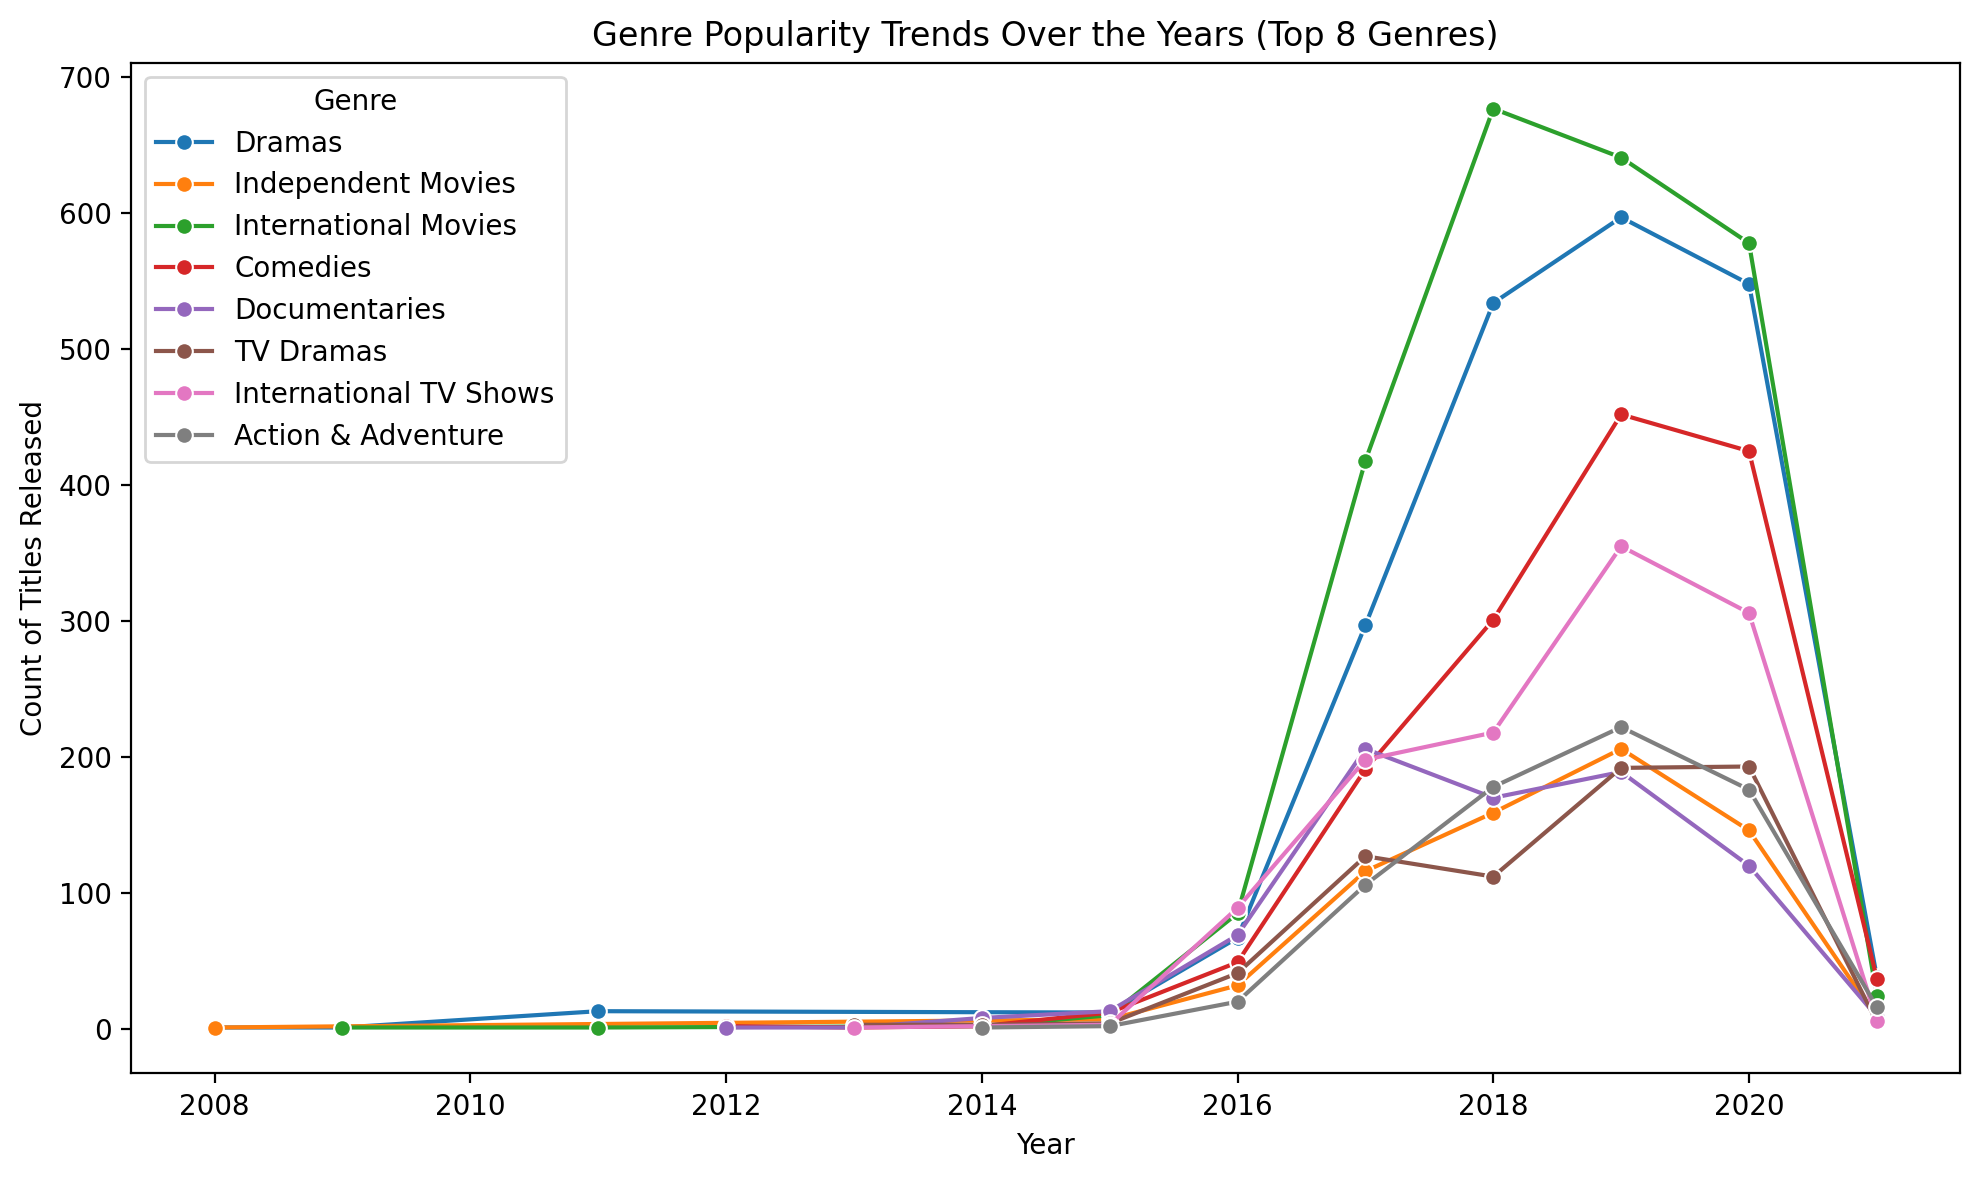 Genre Popularity Trends Over the Years (Top 8 Genres)
700
600
500
400
300
200
100
0
Count of Titles Released
Genre
Dramas
Independent Movies
International Movies
Comedies
Documentaries
TV Dramas
International TV Shows
Action & Adventure
2008 2010 2012 2014 2016 2018 2020
Year